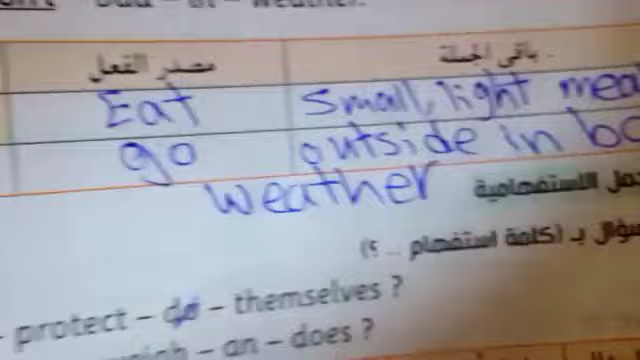 – in – weather.
مصدر الفعل باقي الجملة
Eat small, light
go outside in
weather
الاستفهامية
بـ (كلمة استفهام .. ؟)
- protect – do – themselves ?
– an – does ?